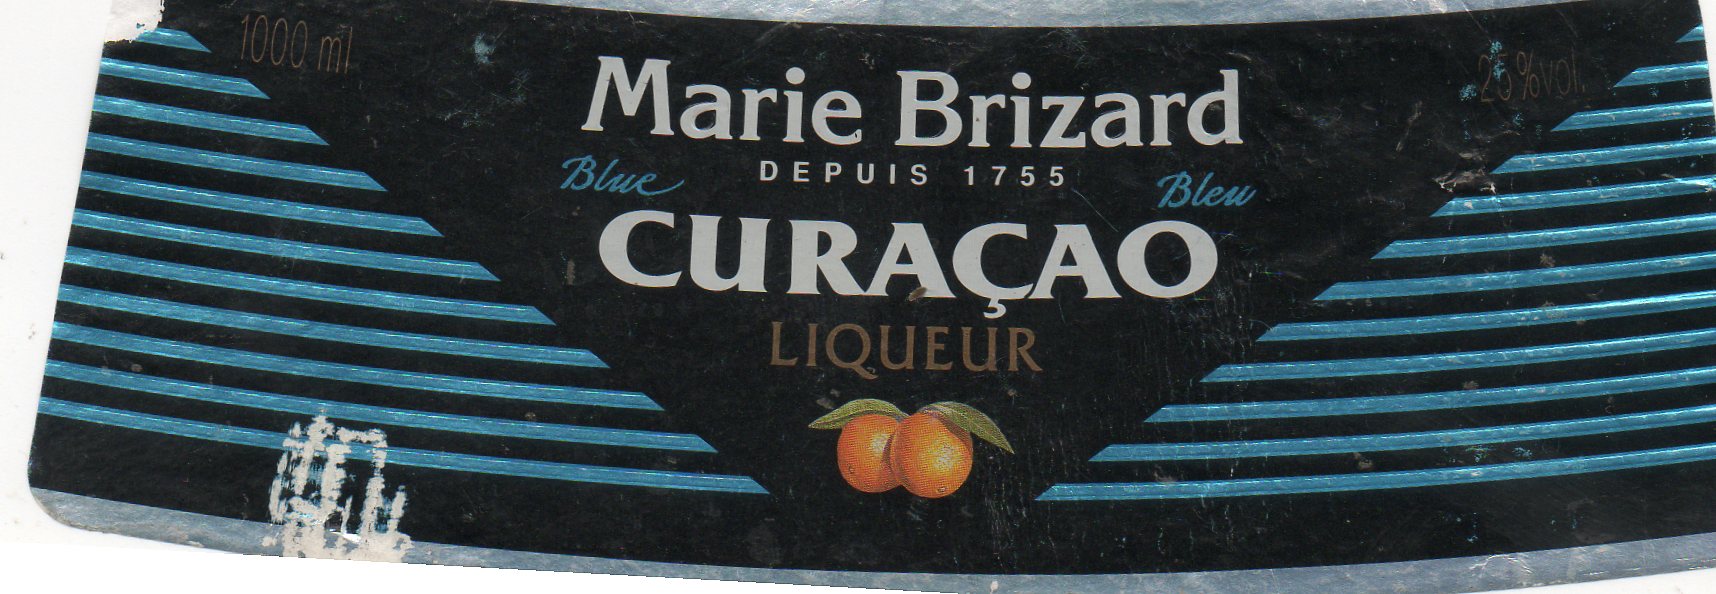 1000 ml
25%vol.
Marie Brizard
DEPUIS 1755
Blue Bleu
CURAÇAO
LIQUEUR